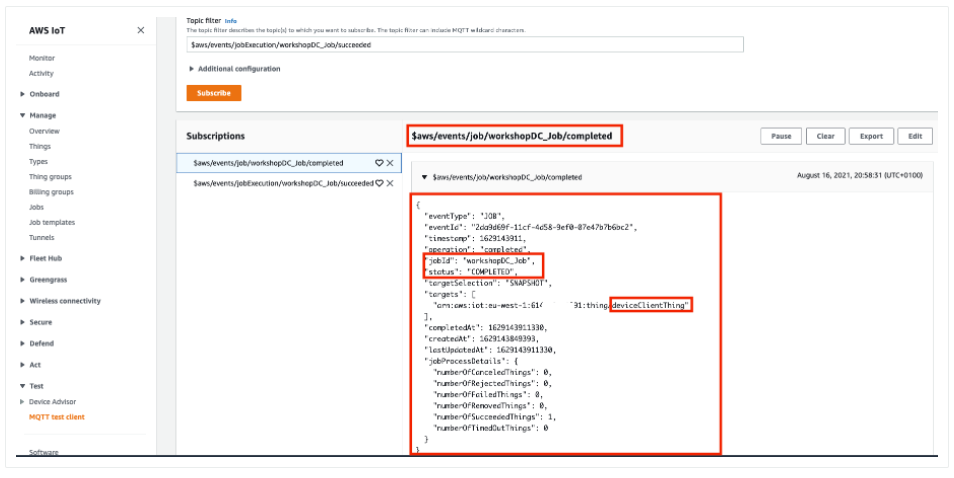 AWS IoT
Monitor
Activity
Onboard
Manage
Overview
Things
Types
Thing groups
Billing groups
Jobs
Job templates
Tunnels
Fleet Hub
Greengrass
Wireless connectivity
Secure
Defend
Act
Test
Device Advisor
MQTT test client
Software
Topic filter Info
The topic filter describes the topic(s) to which you want to subscribe. The topic filter can include MQTT wildcard characters.
$aws/events/jobExecution/workshopDC_Job/succeeded
Additional configuration
Subscribe
Subscriptions
$aws/events/job/workshopDC_Job/completed
$aws/events/jobExecution/workshopDC_Job/succeeded
$aws/events/job/workshopDC_Job/completed
Pause Clear Export Edit
$aws/events/job/workshopDC_Job/completed
August 16, 2021, 20:58:31 (UTC+0100)
{
"eventType": "JOB",
"eventId": "2da9d69f-11cf-4d58-9ef0-07e47b7b6bc2",
"timestamp": 1629143911,
"operation": "completed",
"jobId": "workshopDC_Job",
"status": "COMPLETED",
"targetSelection": "SNAPSHOT",
"targets": [
"arn:aws:iot:eu-west-1:614 31:thing/deviceClientThing"
],
"completedAt": 1629143911330,
"createdAt": 1629143849393,
"lastUpdatedAt": 1629143911330,
"jobProcessDetails": {
"numberOfCanceledThings": 0,
"numberOfRejectedThings": 0,
"numberOfFailedThings": 0,
"numberOfRemovedThings": 0,
"numberOfSucceededThings": 1,
"numberOfTimedOutThings": 0
}
}